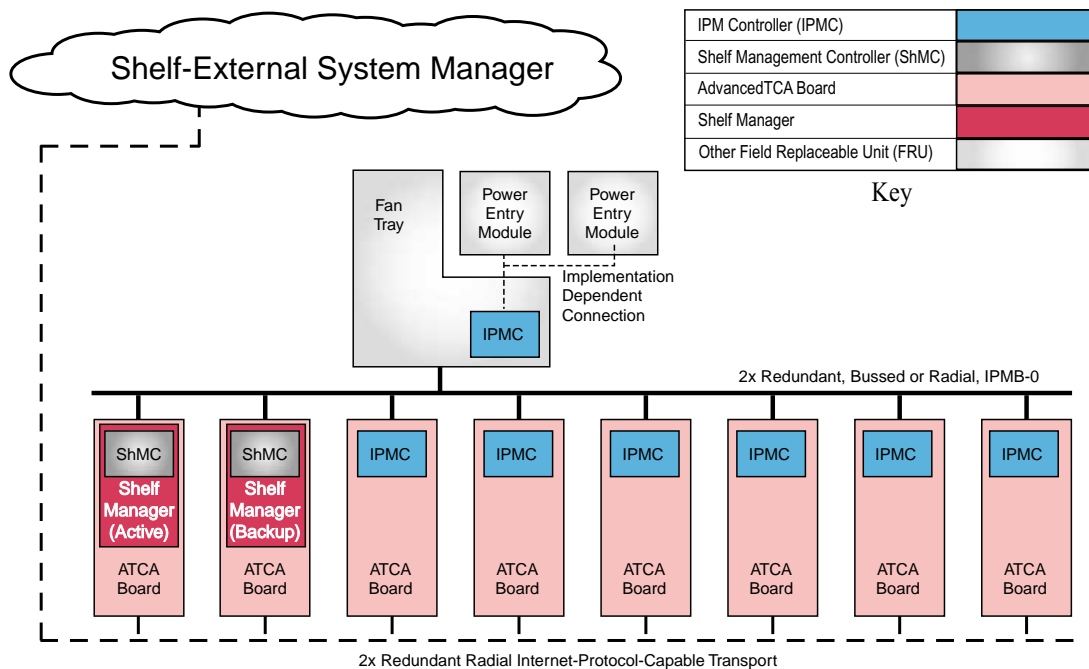 Shelf-External System Manager
IPM Controller (IPMC)
Shelf Management Controller (ShMC)
AdvancedTCA Board
Shelf Manager
Other Field Replaceable Unit (FRU)
Key
Fan
Tray
Power
Entry
Module
Power
Entry
Module
Implementation
Dependent
Connection
IPMC
2x Redundant, Bussed or Radial, IPMB-0
ShMC
Shelf
Manager
(Active)
ATCA
Board
ShMC
Shelf
Manager
(Backup)
ATCA
Board
IPMC
ATCA
Board
IPMC
ATCA
Board
IPMC
ATCA
Board
IPMC
ATCA
Board
IPMC
ATCA
Board
IPMC
ATCA
Board
2x Redundant Radial Internet-Protocol-Capable Transport